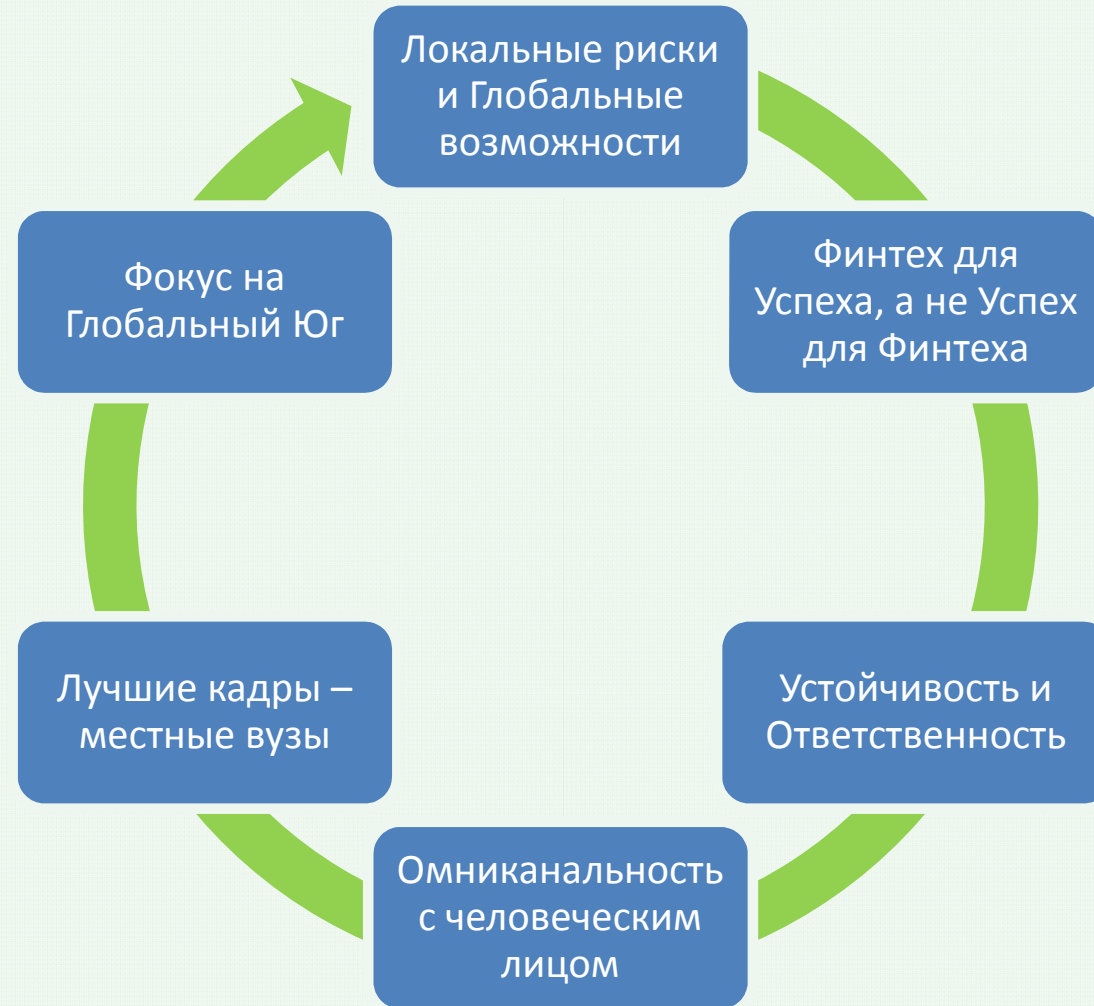 Локальные риски
и Глобальные
возможности
Финтех для
Успеха, а не Успех
для Финтеха
Устойчивость и
Ответственность
Омниканальность
с человеческим
лицом
Лучшие кадры –
местные вузы
Фокус на
Глобальный Юг